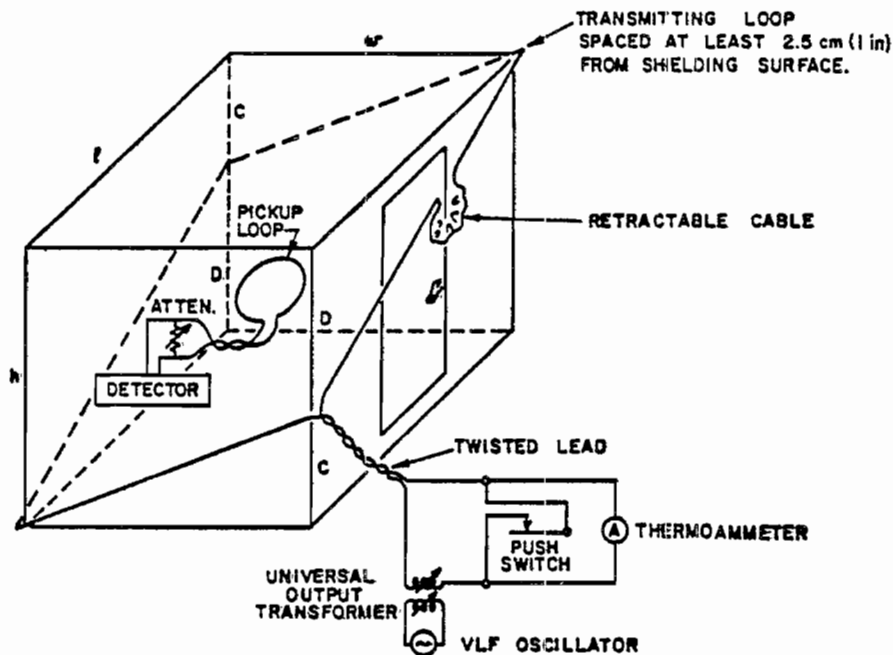 TRANSMITTING LOOP
SPACED AT LEAST 2.5 cm (1 in)
FROM SHIELDING SURFACE.
w
C
l
PICKUP
LOOP
RETRACTABLE CABLE
D
ATTEN.
D
h
DETECTOR
TWISTED LEAD
C
A
THERMOAMMETER
PUSH
SWITCH
UNIVERSAL
OUTPUT
TRANSFORMER
VLF OSCILLATOR